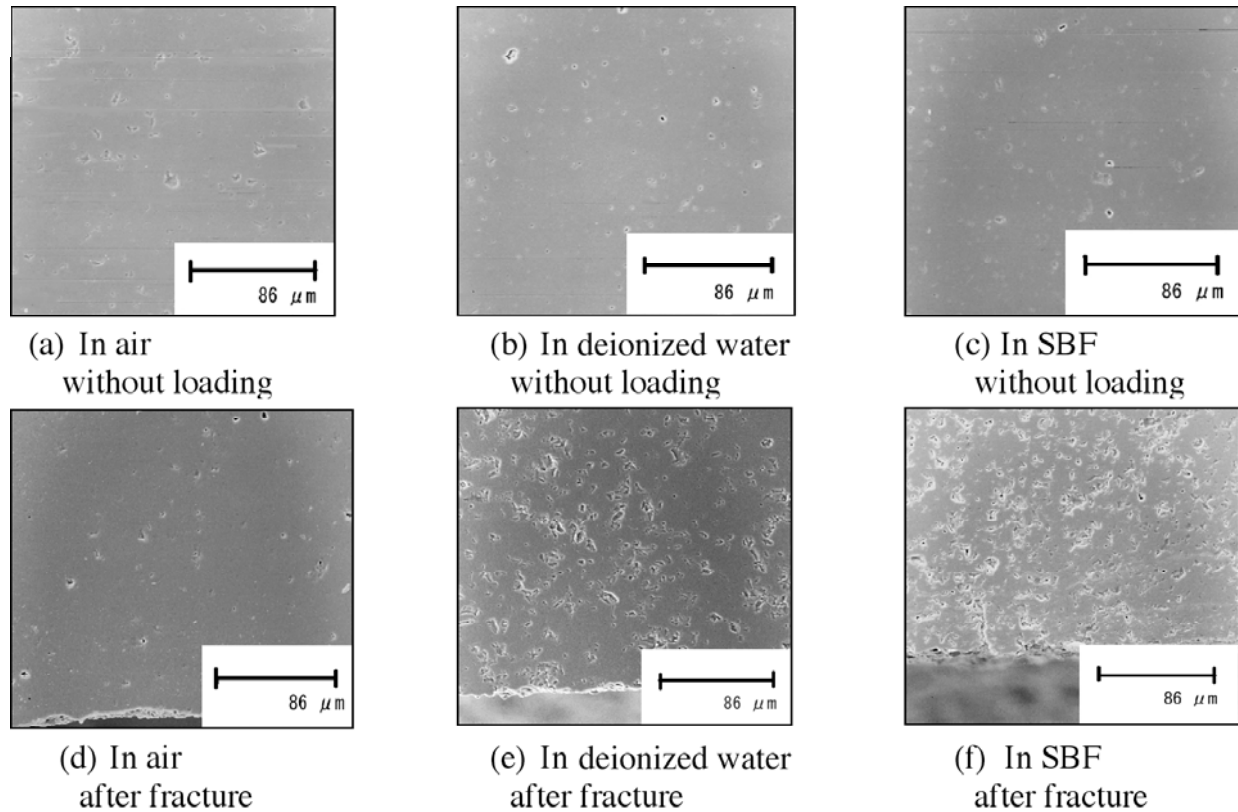 86 μm
86 μm
86 μm
(a) In air
without loading
(b) In deionized water
without loading
(c) In SBF
without loading
86 μm
86 μm
86 μm
(d) In air
after fracture
(e) In deionized water
after fracture
(f) In SBF
after fracture